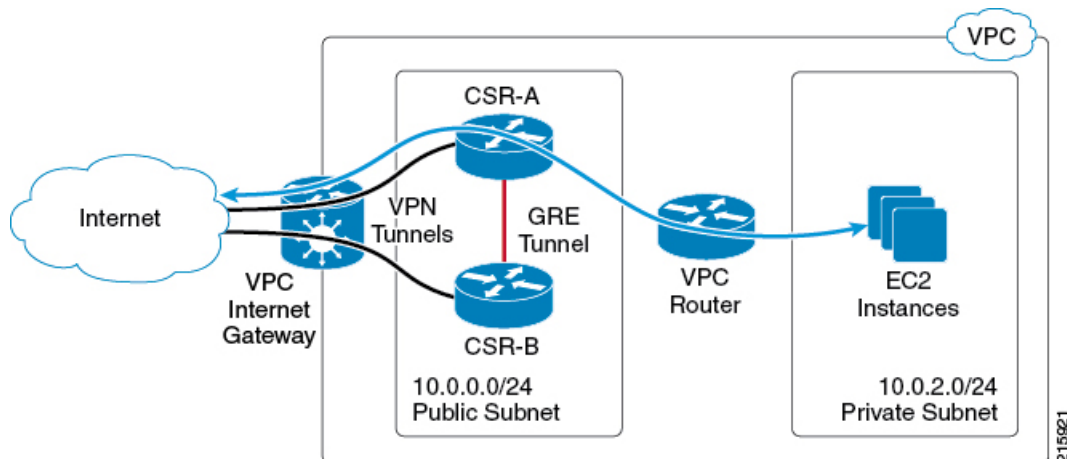 VPC
CSR-A
Internet
VPN
Tunnels
GRE
Tunnel
VPC
Internet
Gateway
VPC
Router
EC2
Instances
CSR-B
10.0.0.0/24
Public Subnet
10.0.2.0/24
Private Subnet
215921